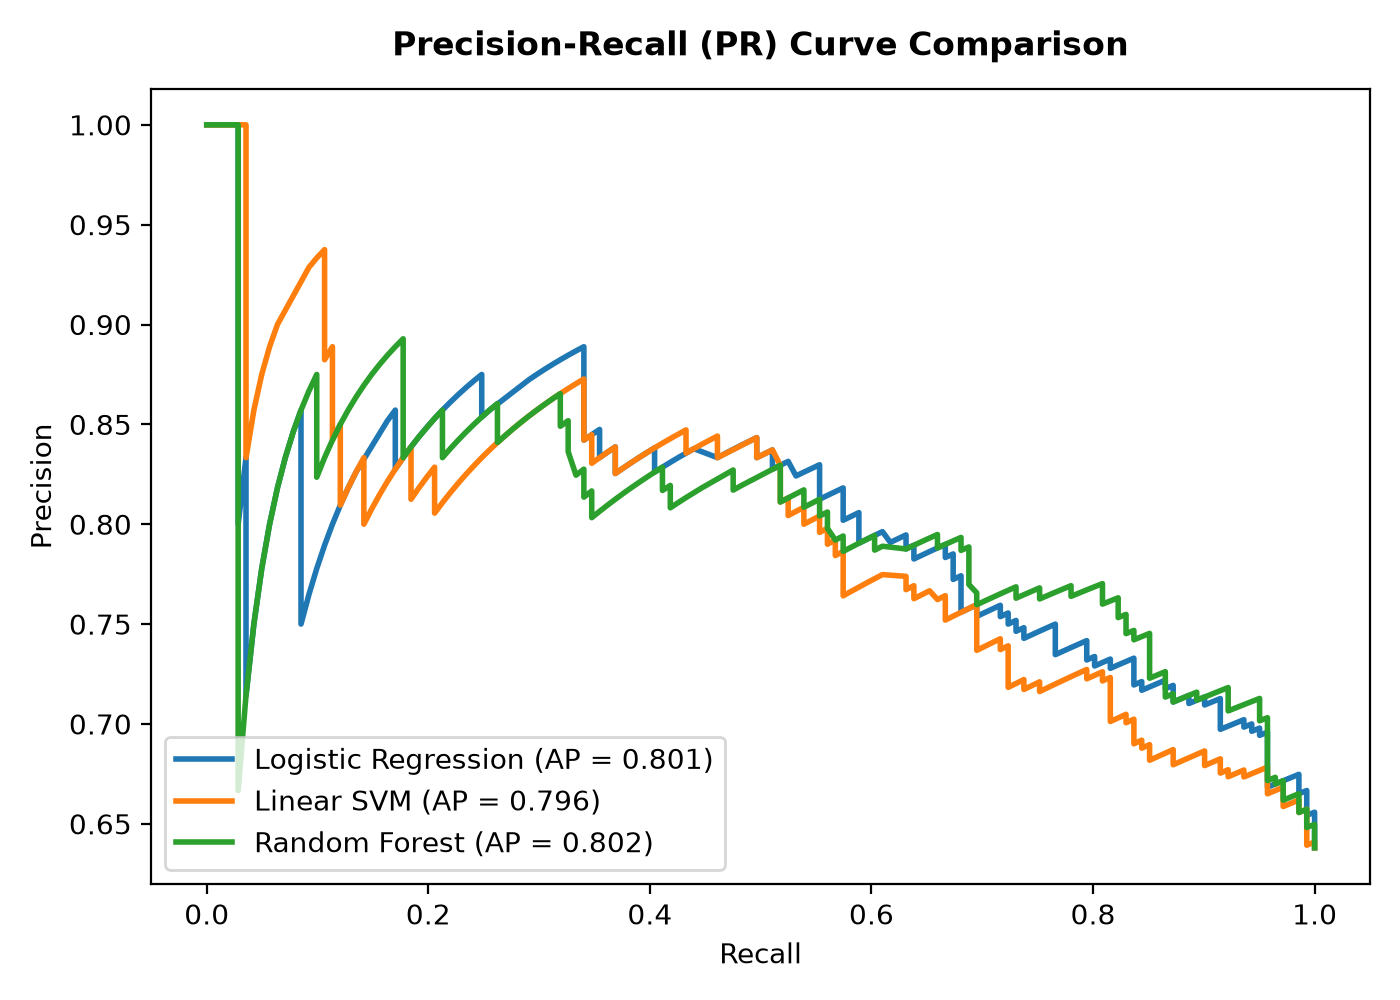 Precision-Recall (PR) Curve Comparison
1.00
0.95
0.90
0.85
0.80
0.75
0.70
0.65
Precision
Logistic Regression (AP = 0.801)
Linear SVM (AP = 0.796)
Random Forest (AP = 0.802)
0.0 0.2 0.4 0.6 0.8 1.0
Recall